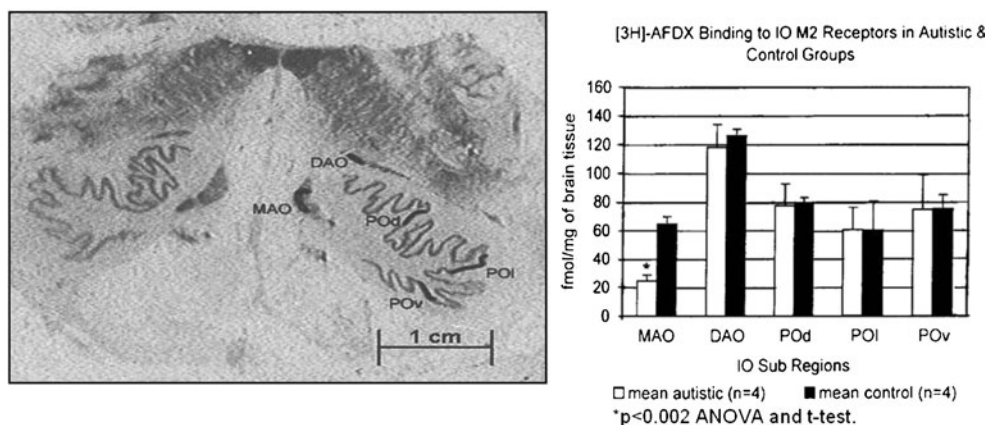 DAO
MAO
POd
POl
POv
1 cm
[3H]-AFDX Binding to IO M2 Receptors in Autistic &
Control Groups
fmol/mg of brain tissue
160
140
120
100
80
60
40
20
0
*
MAO DAO POd POl POv
IO Sub Regions
mean autistic (n=4) mean control (n=4)
*p<0.002 ANOVA and t-test.